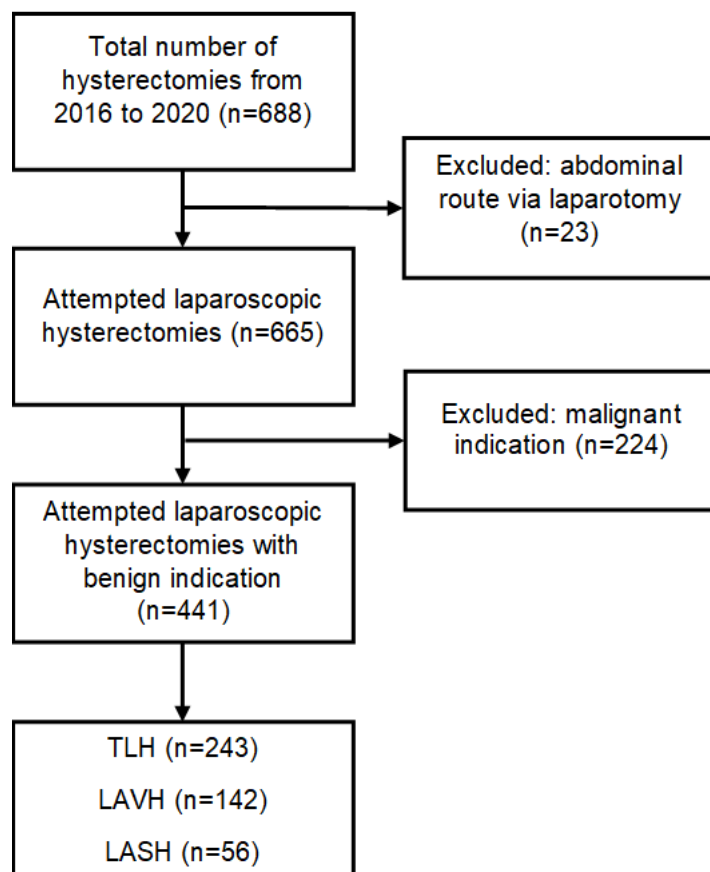 Total number of
hysterectomies from
2016 to 2020 (n=688)
Excluded: abdominal
route via laparotomy
(n=23)
Attempted laparoscopic
hysterectomies (n=665)
Excluded: malignant
indication (n=224)
Attempted laparoscopic
hysterectomies with
benign indication
(n=441)
TLH (n=243)
LAVH (n=142)
LASH (n=56)